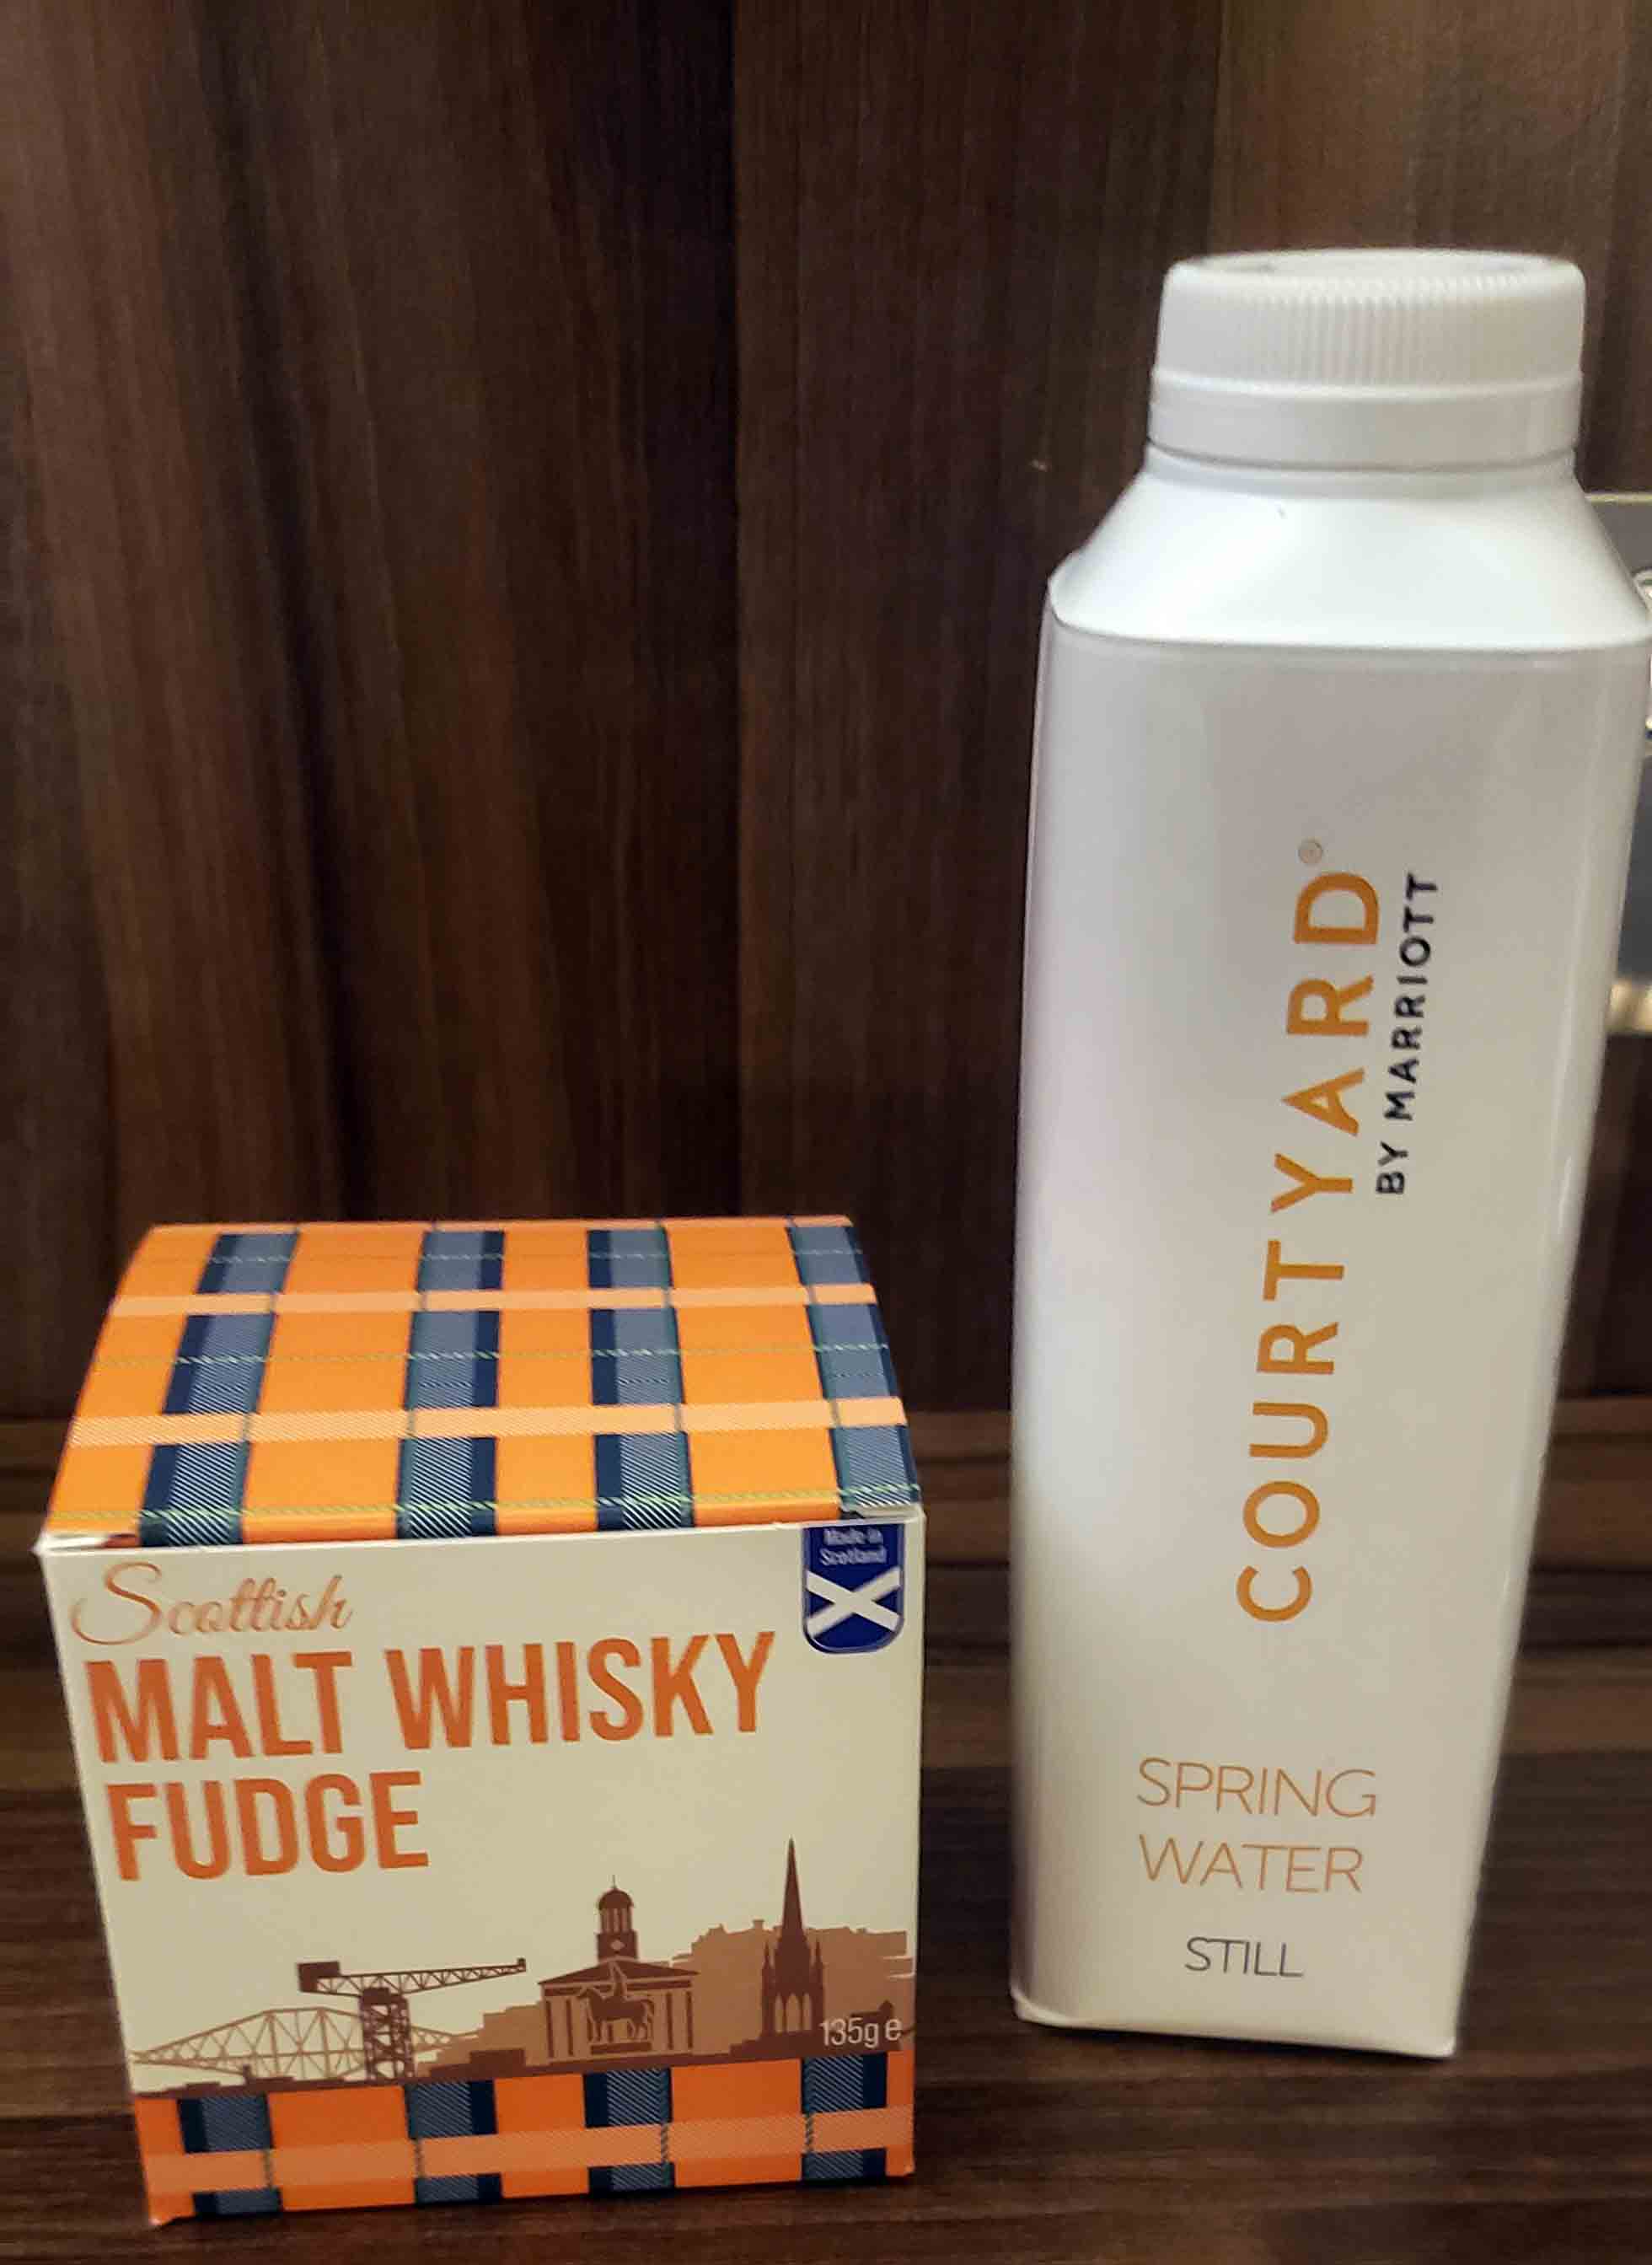 Scottish
MALT WHISKY
FUDGE
Made in
Scotland
135g e
COURTYARD®
BY MARRIOTT
SPRING
WATER
STILL